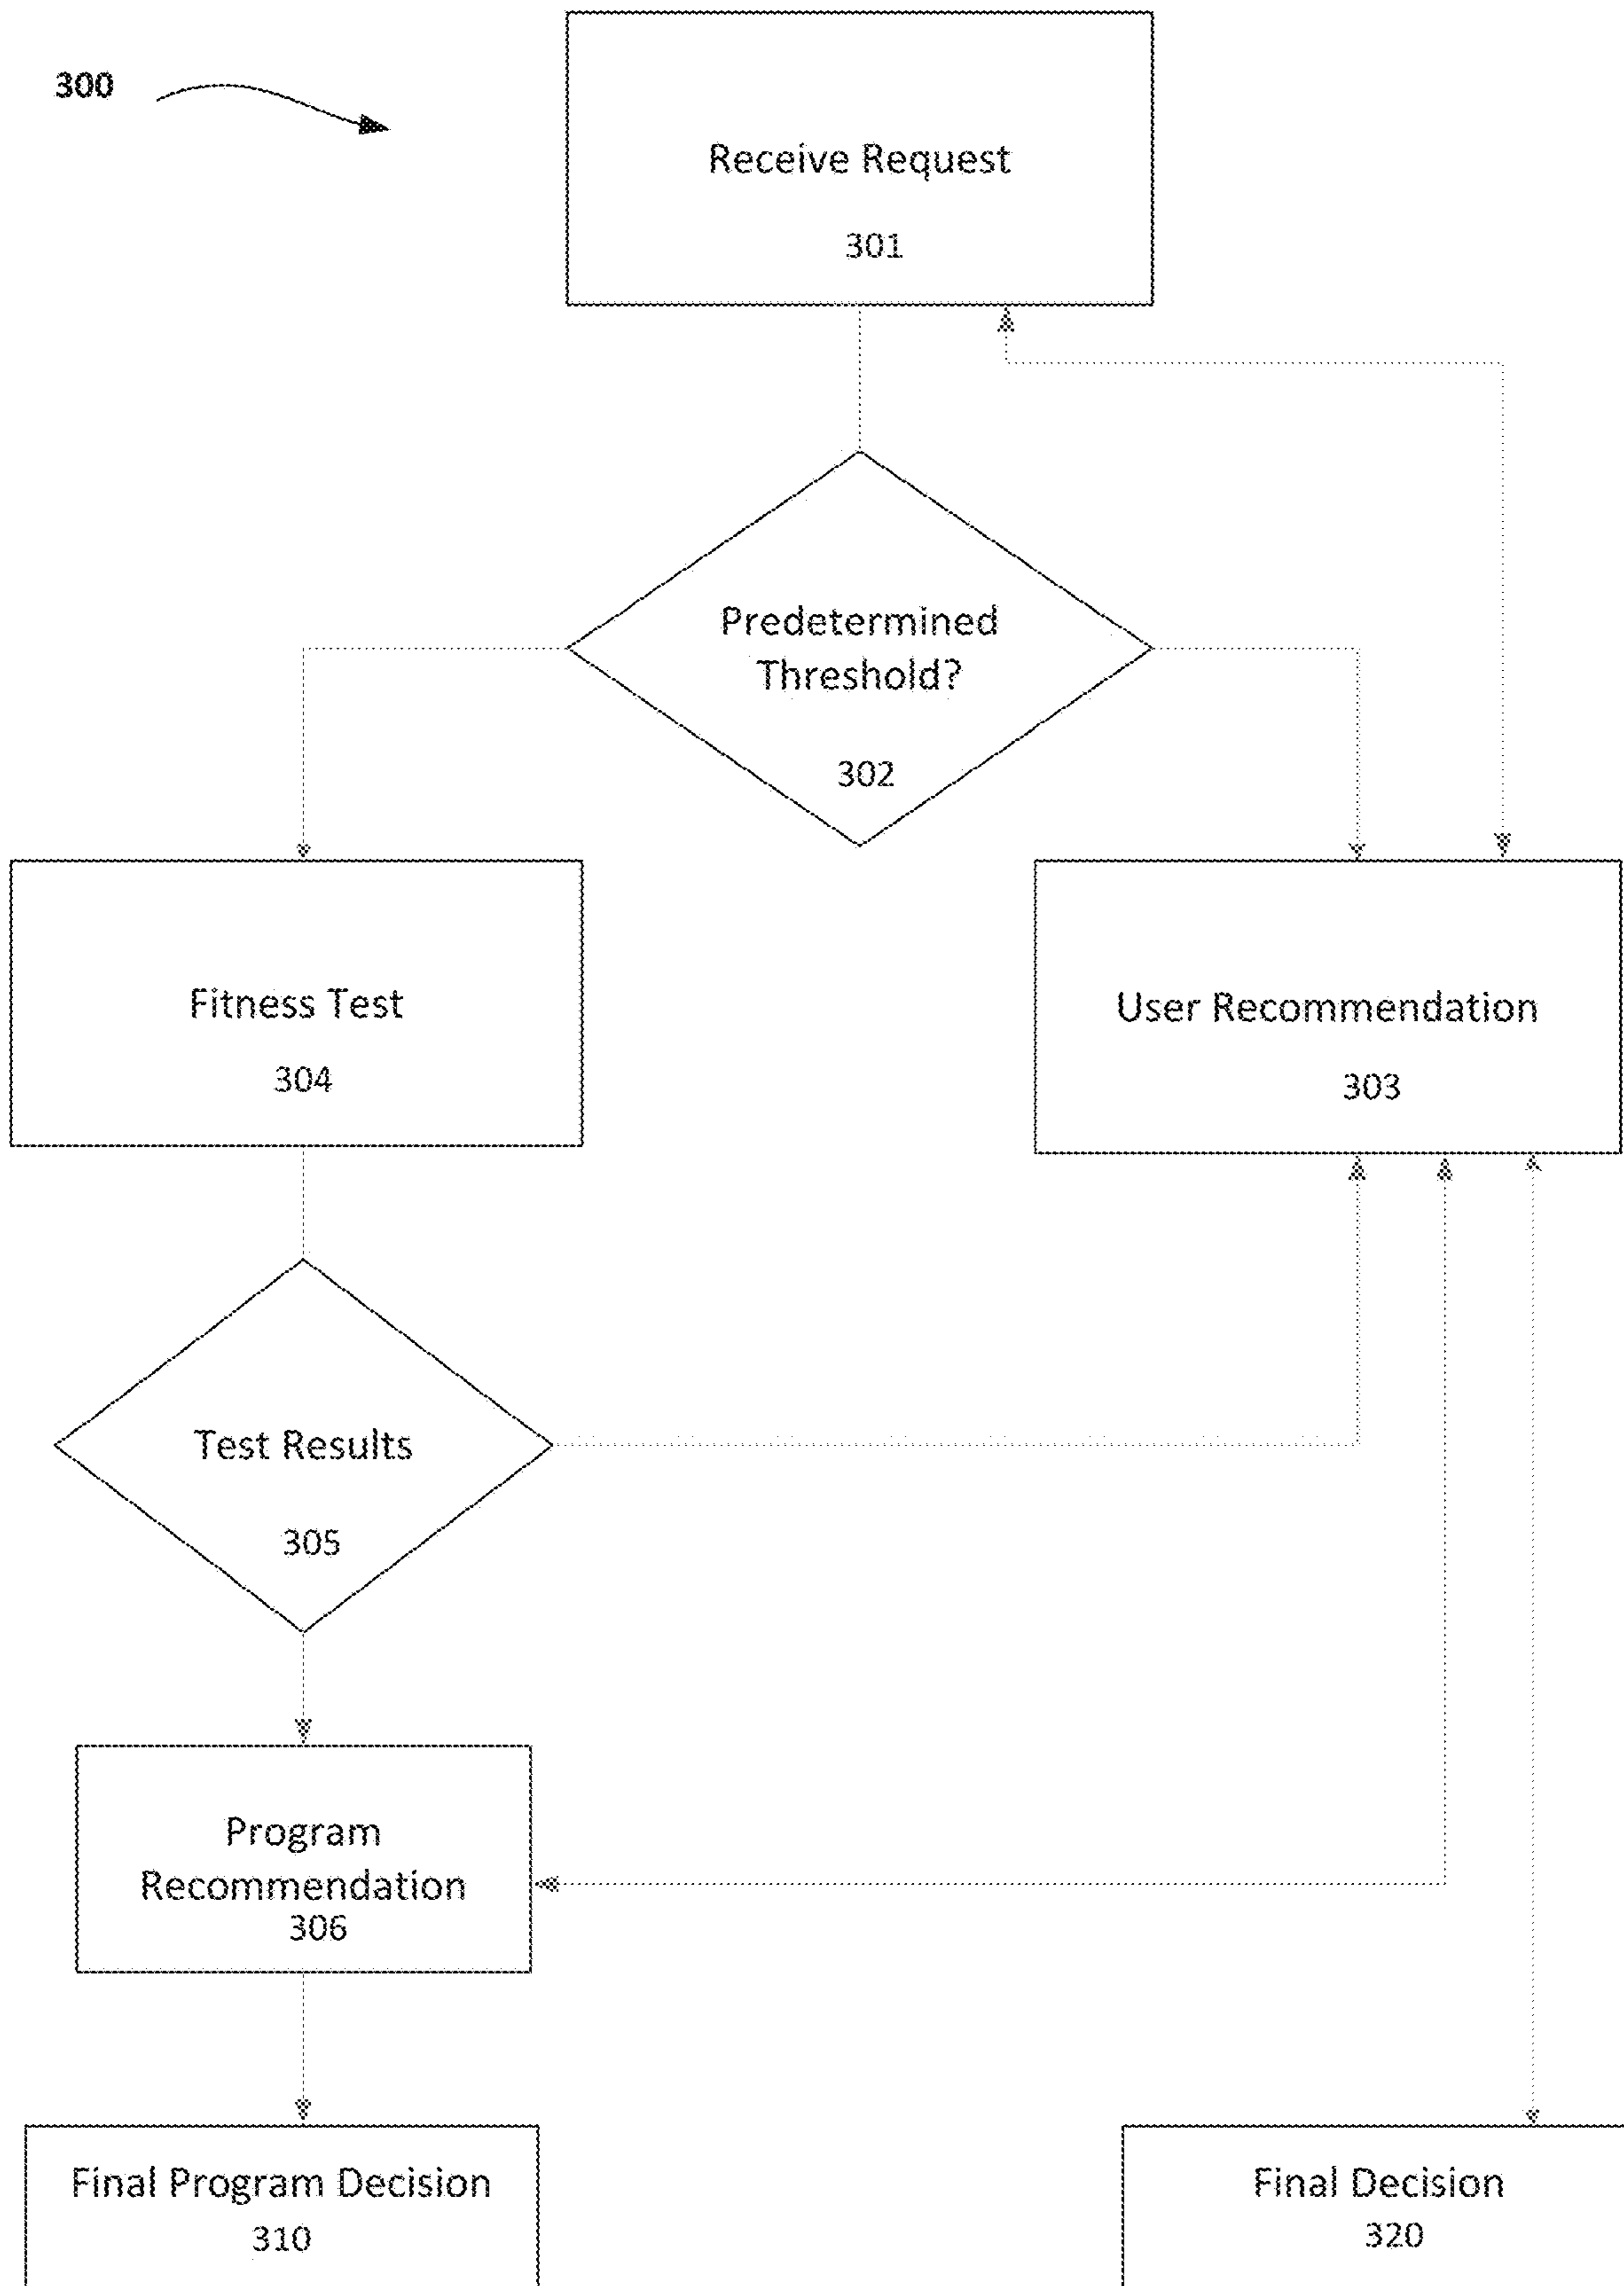 300
Receive Request
301
Predetermined
Threshold?
302
Fitness Test
304
User Recommendation
303
Test Results
305
Program
Recommendation
306
Final Program Decision
310
Final Decision
320